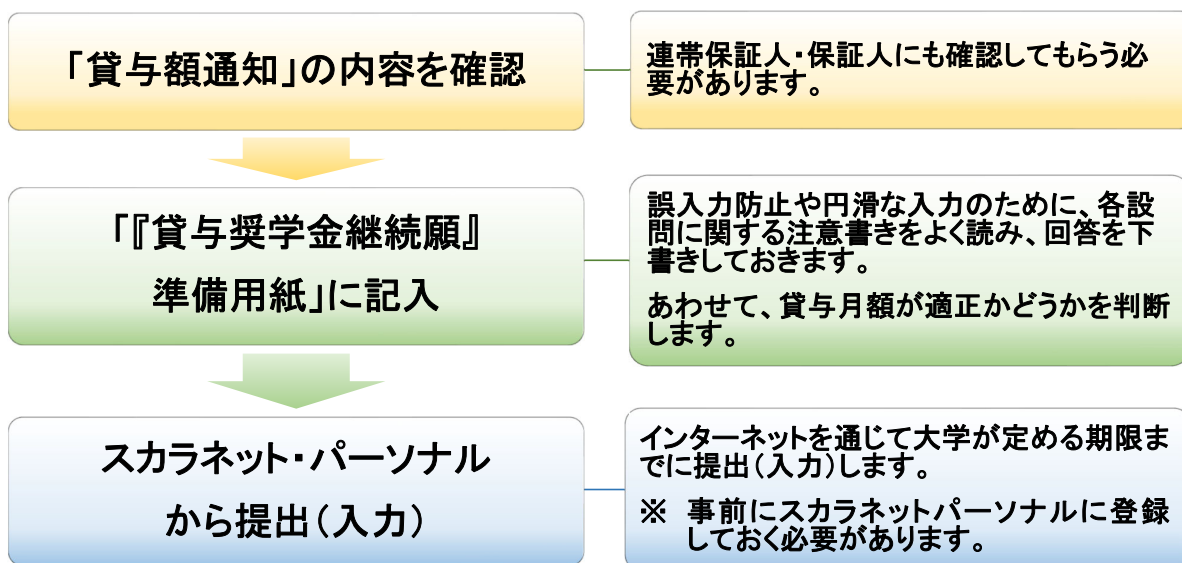 「貸与額通知」の内容を確認
連帯保証人・保証人にも確認してもらう必
要があります。
「『貸与奨学金継続願』
準備用紙」に記入
誤入力防止や円滑な入力のために、各設
問に関する注意書きをよく読み、回答を下
書きしておきます。
あわせて、貸与月額が適正かどうかを判断
します。
スカラネット・パーソナル
から提出(入力)
インターネットを通じて大学が定める期限ま
でに提出(入力)します。
※ 事前にスカラネットパーソナルに登録
しておく必要があります。